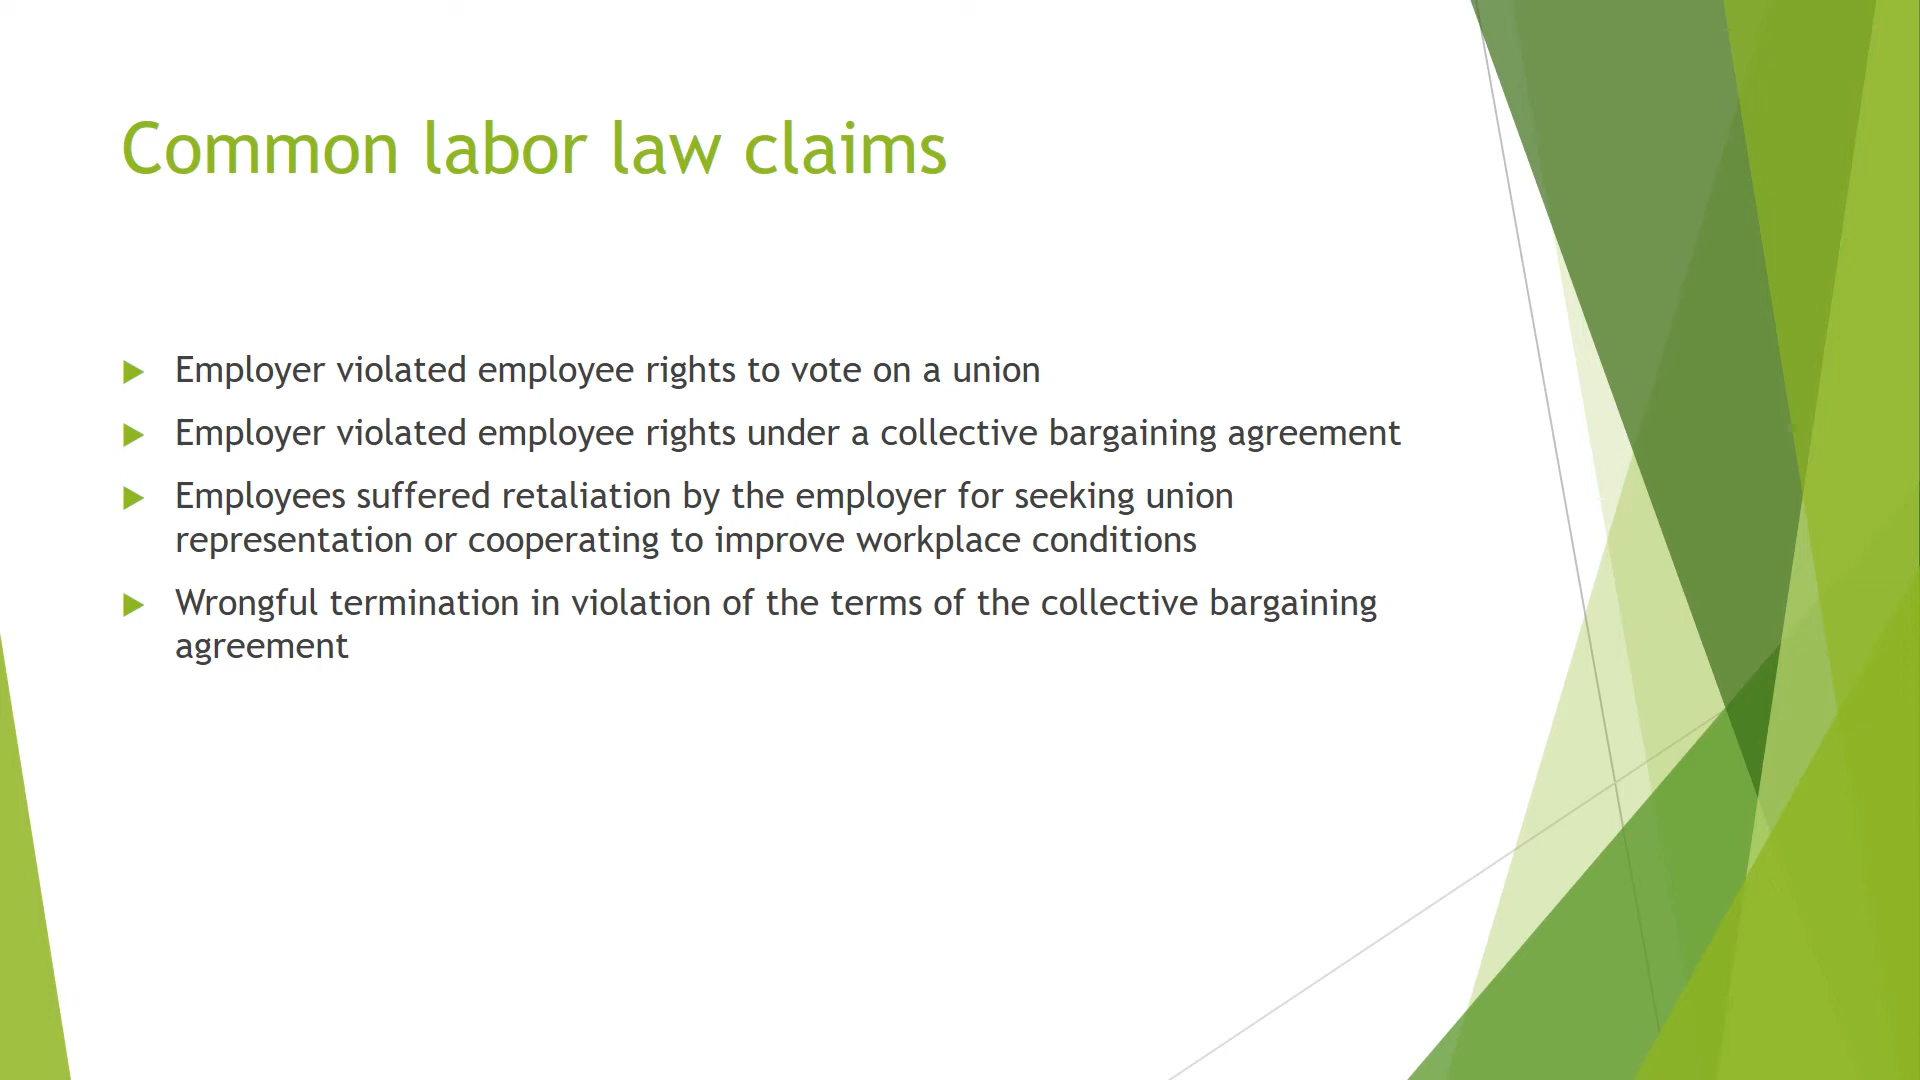 Common labor law claims
Employer violated employee rights to vote on a union
Employer violated employee rights under a collective bargaining agreement
Employees suffered retaliation by the employer for seeking union
representation or cooperating to improve workplace conditions
Wrongful termination in violation of the terms of the collective bargaining
agreement